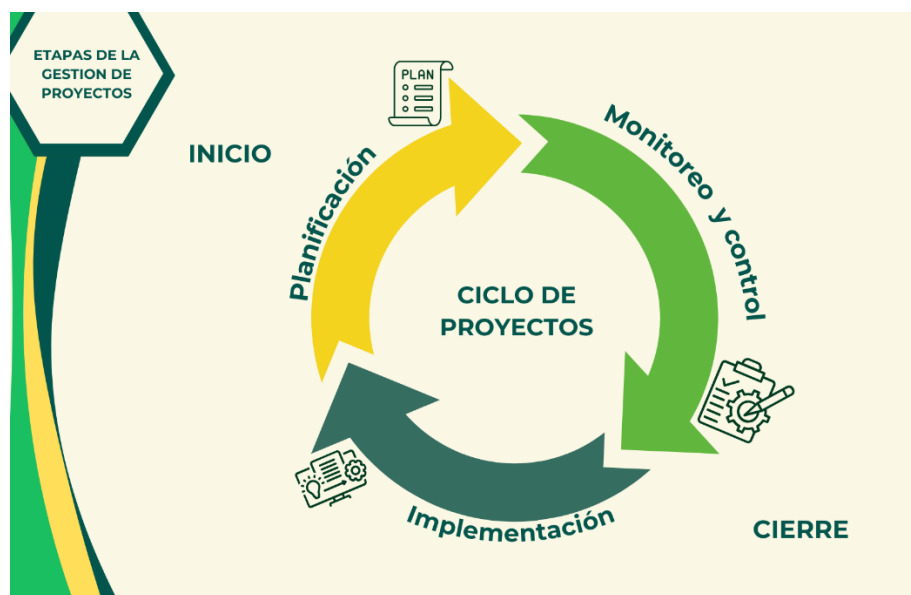 ETAPAS DE LA
GESTION DE
PROYECTOS
PLAN
INICIO
Planificación
Monitoreo y control
CICLO DE
PROYECTOS
Implementación
CIERRE